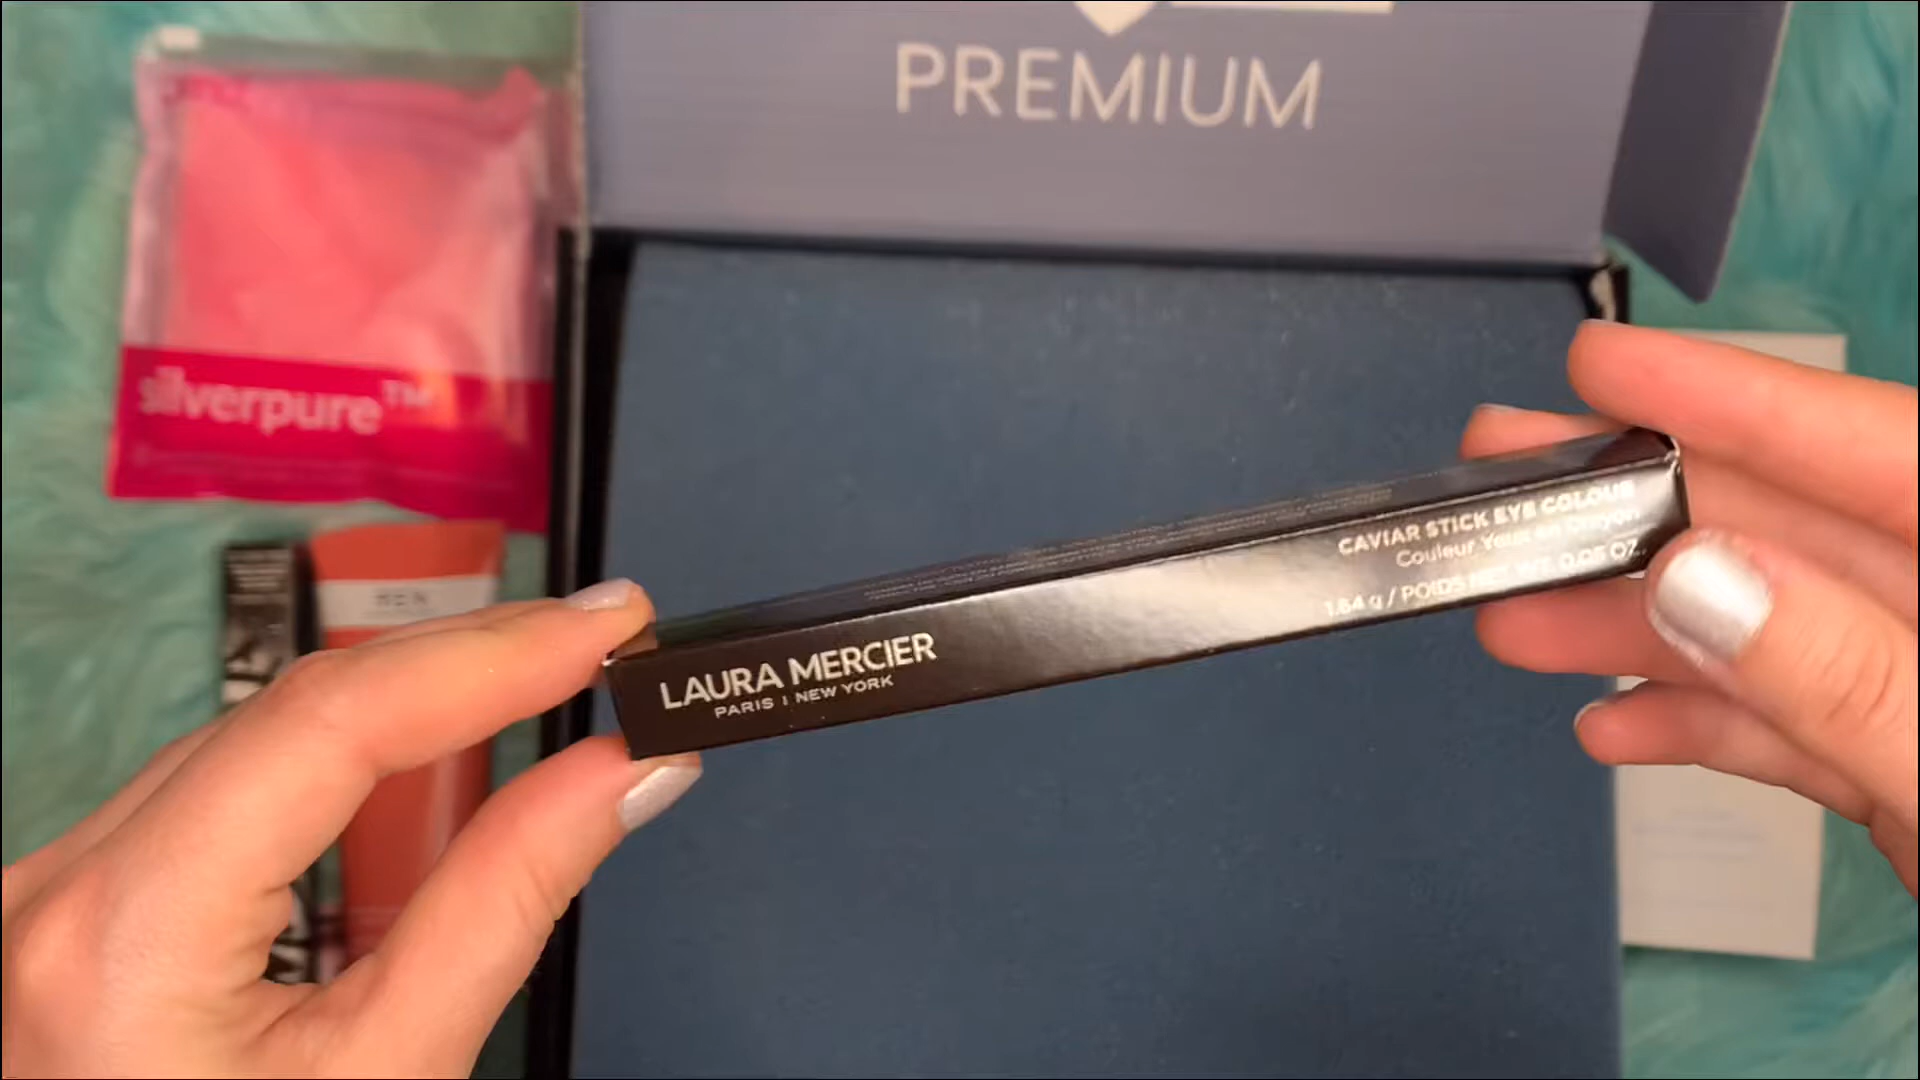 PREMIUM
silverpure™
REN
LAURA MERCIER
PARIS | NEW YORK
CAVIAR STICK EYE COLOUR
Couleur Yeux en Crayon
1.64 g / POIDS NET WT. 0.05 OZ.